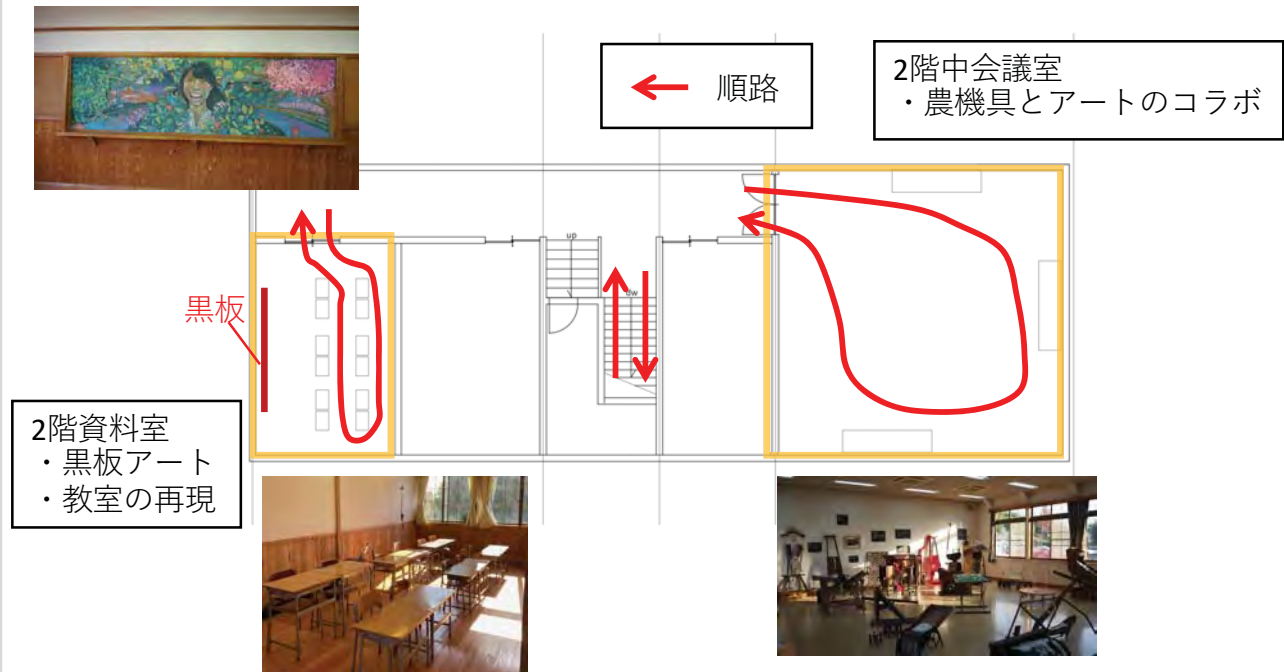 順路
2階中会議室
・農機具とアートのコラボ
up
dw
黒板
2階資料室
・黒板アート
・教室の再現